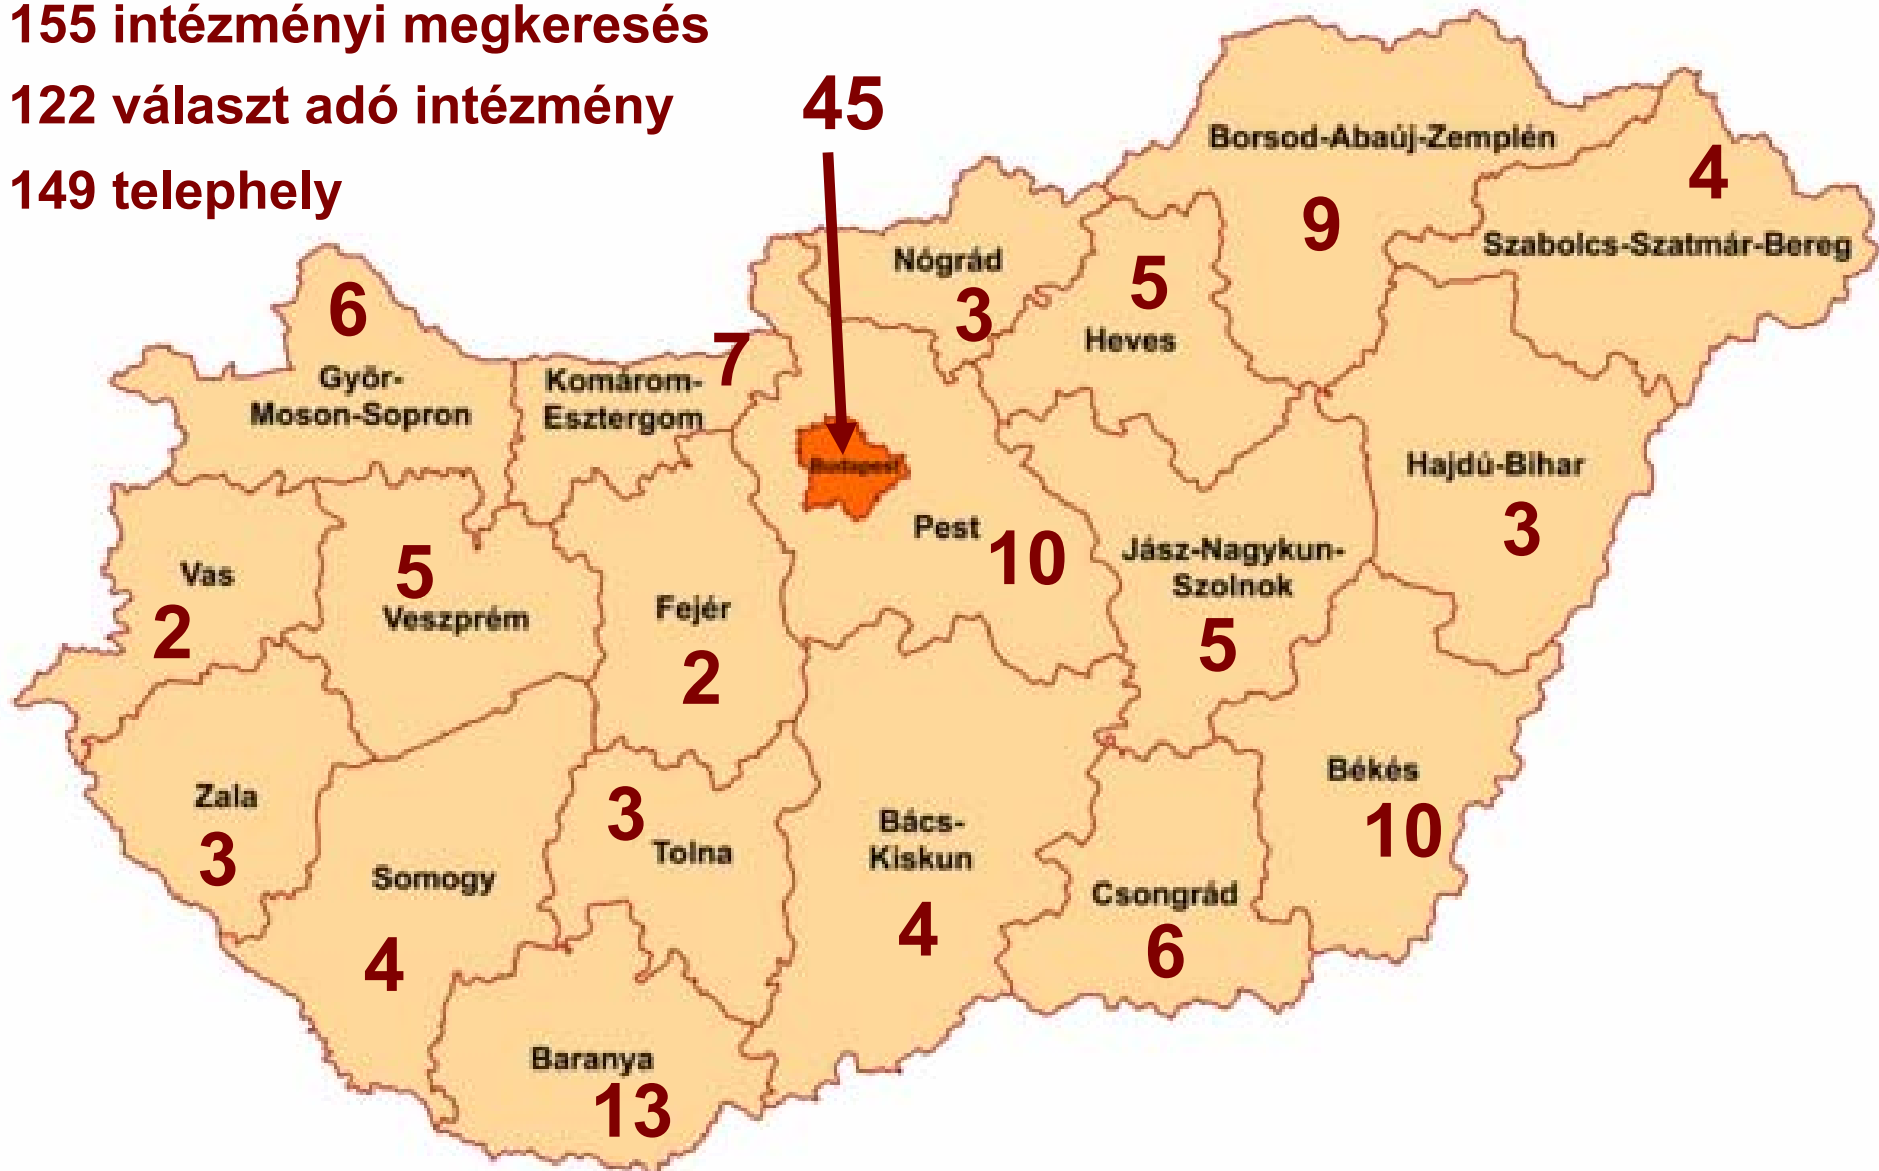 155 intézményi megkeresés
122 választ adó intézmény
149 telephely
45
Borsod-Abaúj-Zemplén
9
4
Szabolcs-Szatmár-Bereg
Nógrád
3
5
Heves
6
Győr-
Moson-Sopron
7
Komárom-
Esztergom
Budapest
Pest
10
Hajdú-Bihar
3
Jász-Nagykun-
Szolnok
5
Vas
2
5
Veszprém
Fejér
2
Zala
3
Somogy
4
3
Tolna
Bács-
Kiskun
4
Csongrád
6
Békés
10
Baranya
13